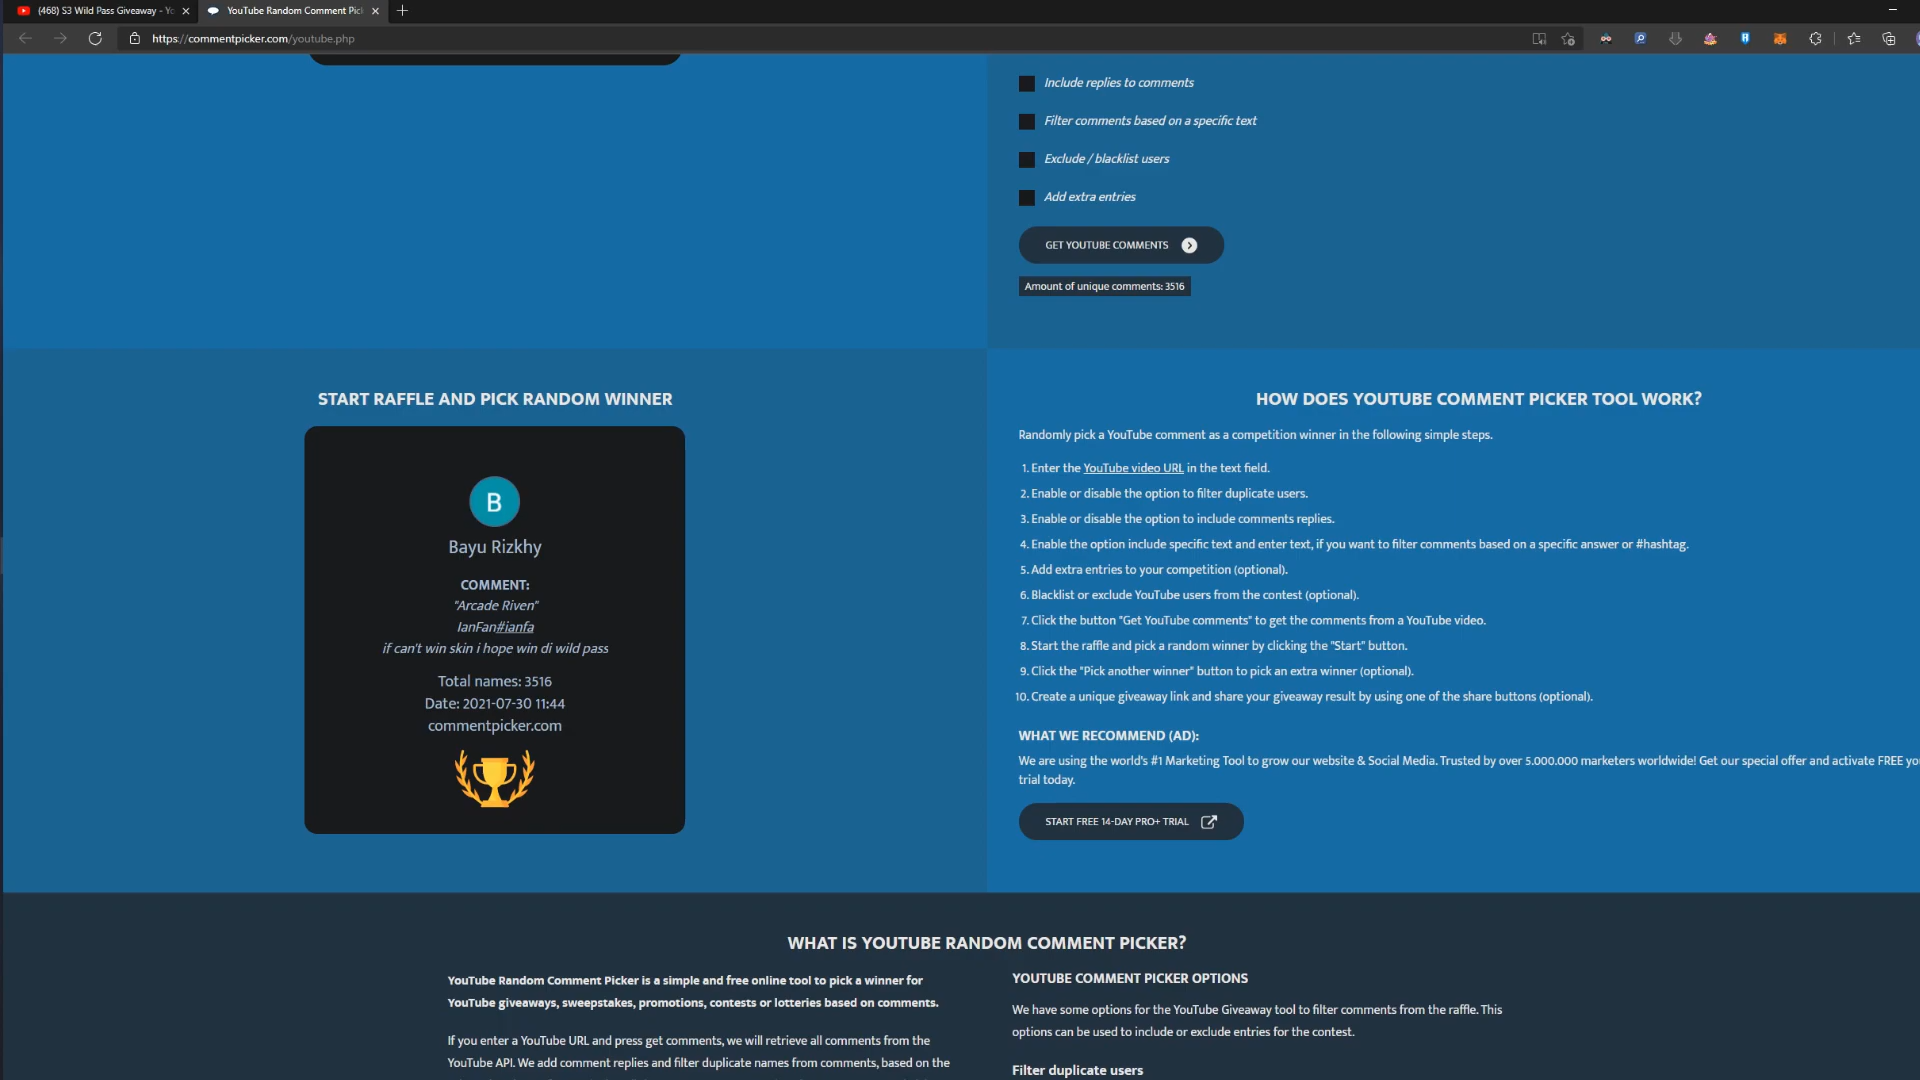 (468) S3 Wild Pass Giveaway - Yo
YouTube Random Comment Pic
https://commentpicker.com/youtube.php
Include replies to comments
Filter comments based on a specific text
Exclude / blacklist users
Add extra entries
GET YOUTUBE COMMENTS
Amount of unique comments: 3516
START RAFFLE AND PICK RANDOM WINNER
B
Bayu Rizkhy
COMMENT:
"Arcade Riven"
IanFan#ianfa
if can't win skin i hope win di wild pass
Total names: 3516
Date: 2021-07-30 11:44
commentpicker.com
HOW DOES YOUTUBE COMMENT PICKER TOOL WORK?
Randomly pick a YouTube comment as a competition winner in the following simple steps.
1. Enter the YouTube video URL in the text field.
2. Enable or disable the option to filter duplicate users.
3. Enable or disable the option to include comments replies.
4. Enable the option include specific text and enter text, if you want to filter comments based on a specific answer or #hashtag.
5. Add extra entries to your competition (optional).
6. Blacklist or exclude YouTube users from the contest (optional).
7. Click the button "Get YouTube comments" to get the comments from a YouTube video.
8. Start the raffle and pick a random winner by clicking the "Start" button.
9. Click the "Pick another winner" button to pick an extra winner (optional).
10. Create a unique giveaway link and share your giveaway result by using one of the share buttons (optional).
WHAT WE RECOMMEND (AD):
We are using the world's #1 Marketing Tool to grow our website & Social Media. Trusted by over 5.000.000 marketers worldwide! Get our special offer and activate FREE yo
trial today.
START FREE 14-DAY PRO+ TRIAL
WHAT IS YOUTUBE RANDOM COMMENT PICKER?
YouTube Random Comment Picker is a simple and free online tool to pick a winner for
YouTube giveaways, sweepstakes, promotions, contests or lotteries based on comments.
If you enter a YouTube URL and press get comments, we will retrieve all comments from the
YouTube API. We add comment replies and filter duplicate names from comments, based on the
YOUTUBE COMMENT PICKER OPTIONS
We have some options for the YouTube Giveaway tool to filter comments from the raffle. This
options can be used to include or exclude entries for the contest.
Filter duplicate users